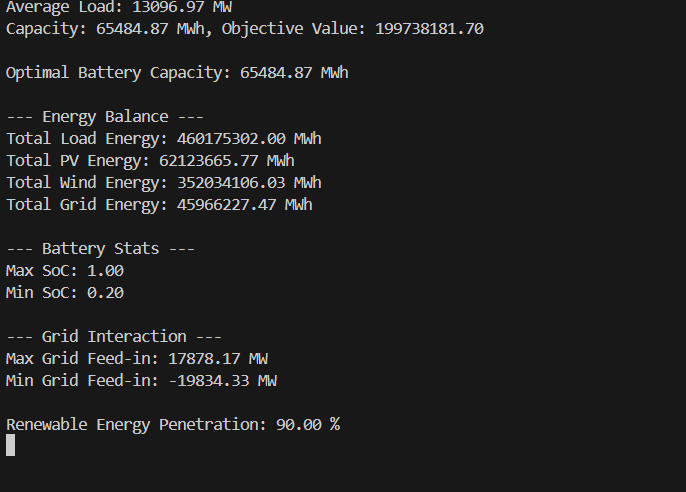 Average Load: 13096.97 MW
Capacity: 65484.87 MWh, Objective Value: 199738181.70
Optimal Battery Capacity: 65484.87 MWh
--- Energy Balance ---
Total Load Energy: 460175302.00 MWh
Total PV Energy: 62123665.77 MWh
Total Wind Energy: 352034106.03 MWh
Total Grid Energy: 45966227.47 MWh
--- Battery Stats ---
Max SoC: 1.00
Min SoC: 0.20
--- Grid Interaction ---
Max Grid Feed-in: 17878.17 MW
Min Grid Feed-in: -19834.33 MW
Renewable Energy Penetration: 90.00 %